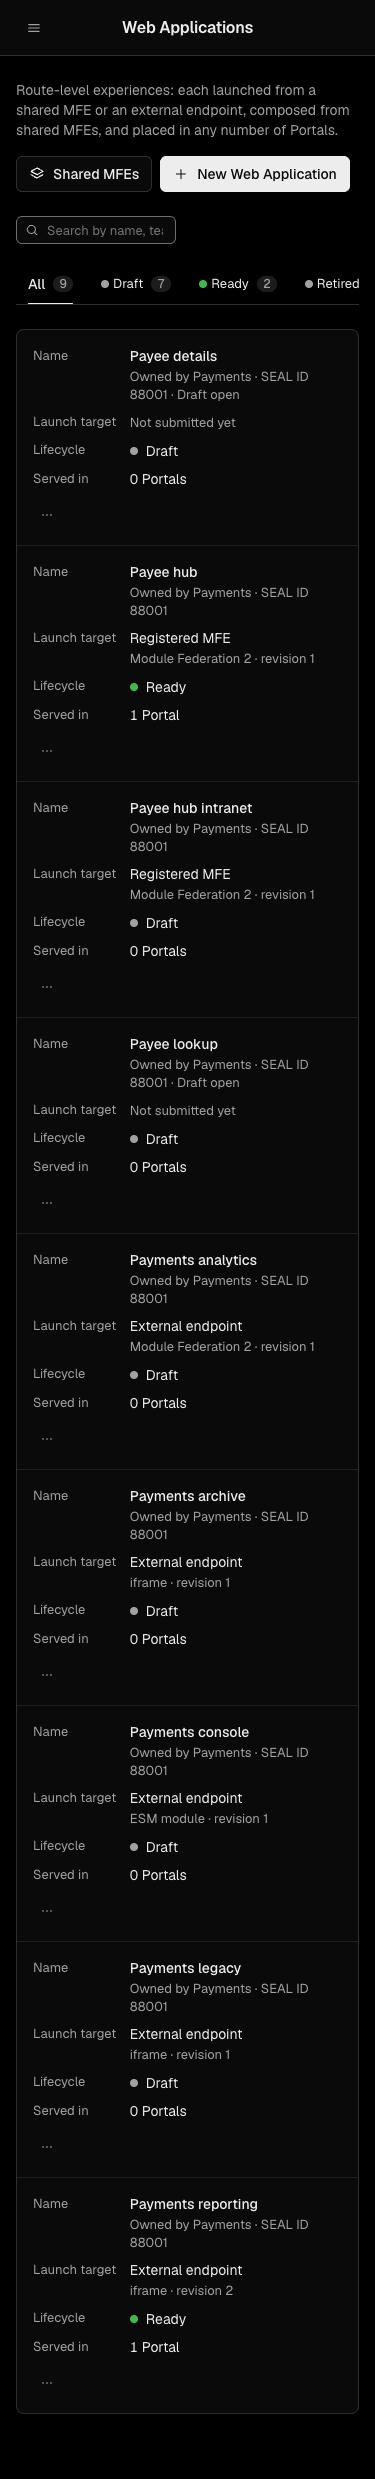 Web Applications
Route-level experiences: each launched from a
shared MFE or an external endpoint, composed from
shared MFEs, and placed in any number of Portals.
Shared MFEs
New Web Application
Search by name, tea
All 9
Draft 7
Ready 2
Retired
Name Payee details
Owned by Payments · SEAL ID
88001 · Draft open
Launch target Not submitted yet
Lifecycle Draft
Served in 0 Portals
...
Name Payee hub
Owned by Payments · SEAL ID
88001
Launch target Registered MFE
Module Federation 2 · revision 1
Lifecycle Ready
Served in 1 Portal
...
Name Payee hub intranet
Owned by Payments · SEAL ID
88001
Launch target Registered MFE
Module Federation 2 · revision 1
Lifecycle Draft
Served in 0 Portals
...
Name Payee lookup
Owned by Payments · SEAL ID
88001 · Draft open
Launch target Not submitted yet
Lifecycle Draft
Served in 0 Portals
...
Name Payments analytics
Owned by Payments · SEAL ID
88001
Launch target External endpoint
Module Federation 2 · revision 1
Lifecycle Draft
Served in 0 Portals
...
Name Payments archive
Owned by Payments · SEAL ID
88001
Launch target External endpoint
iframe · revision 1
Lifecycle Draft
Served in 0 Portals
...
Name Payments console
Owned by Payments · SEAL ID
88001
Launch target External endpoint
ESM module · revision 1
Lifecycle Draft
Served in 0 Portals
...
Name Payments legacy
Owned by Payments · SEAL ID
88001
Launch target External endpoint
iframe · revision 1
Lifecycle Draft
Served in 0 Portals
...
Name Payments reporting
Owned by Payments · SEAL ID
88001
Launch target External endpoint
iframe · revision 2
Lifecycle Ready
Served in 1 Portal
...